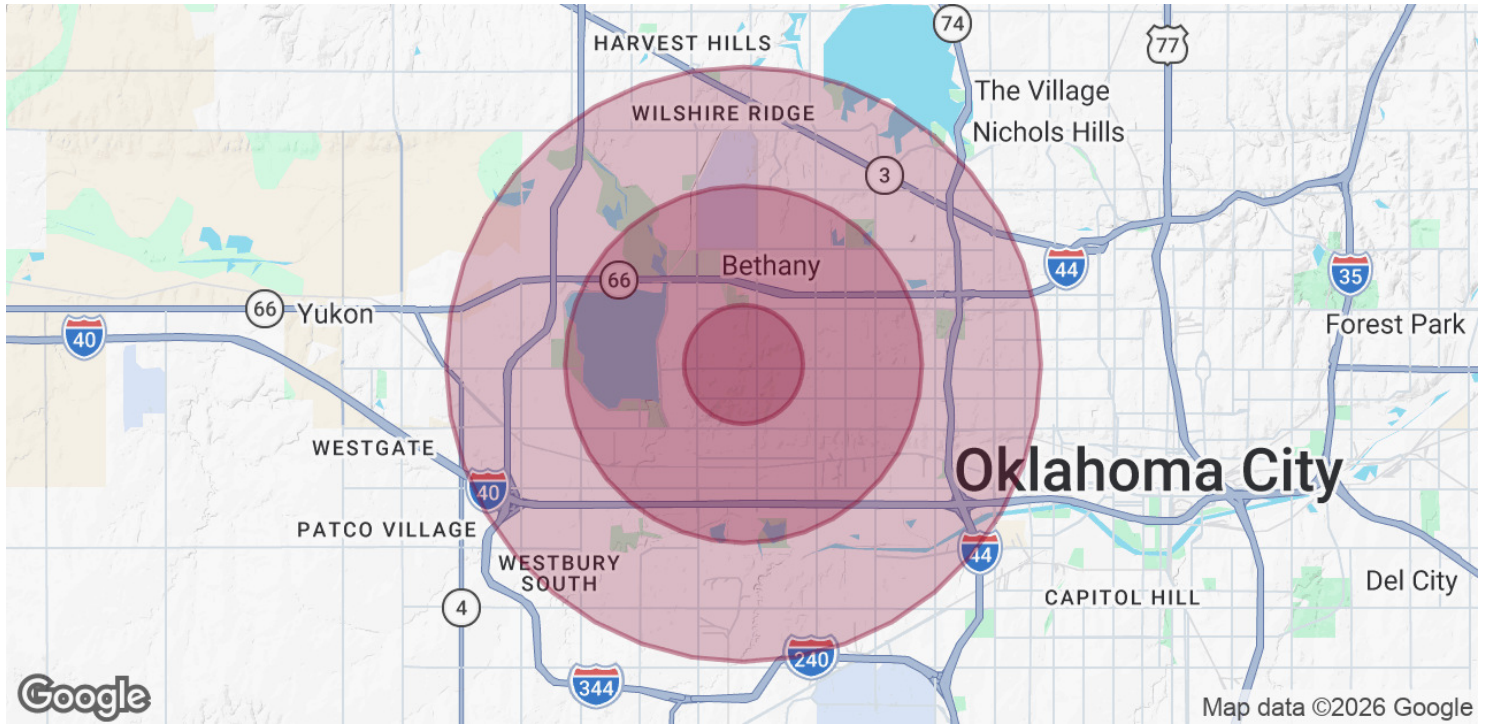 74
77
HARVEST HILLS
The Village
WILSHIRE RIDGE
Nichols Hills
3
Bethany
44
35
66
66
Yukon
40
Forest Park
WESTGATE
Oklahoma City
40
PATCO VILLAGE
44
WESTBURY
SOUTH
Del City
CAPITOL HILL
4
240
344
Google
Map data ©2026 Google